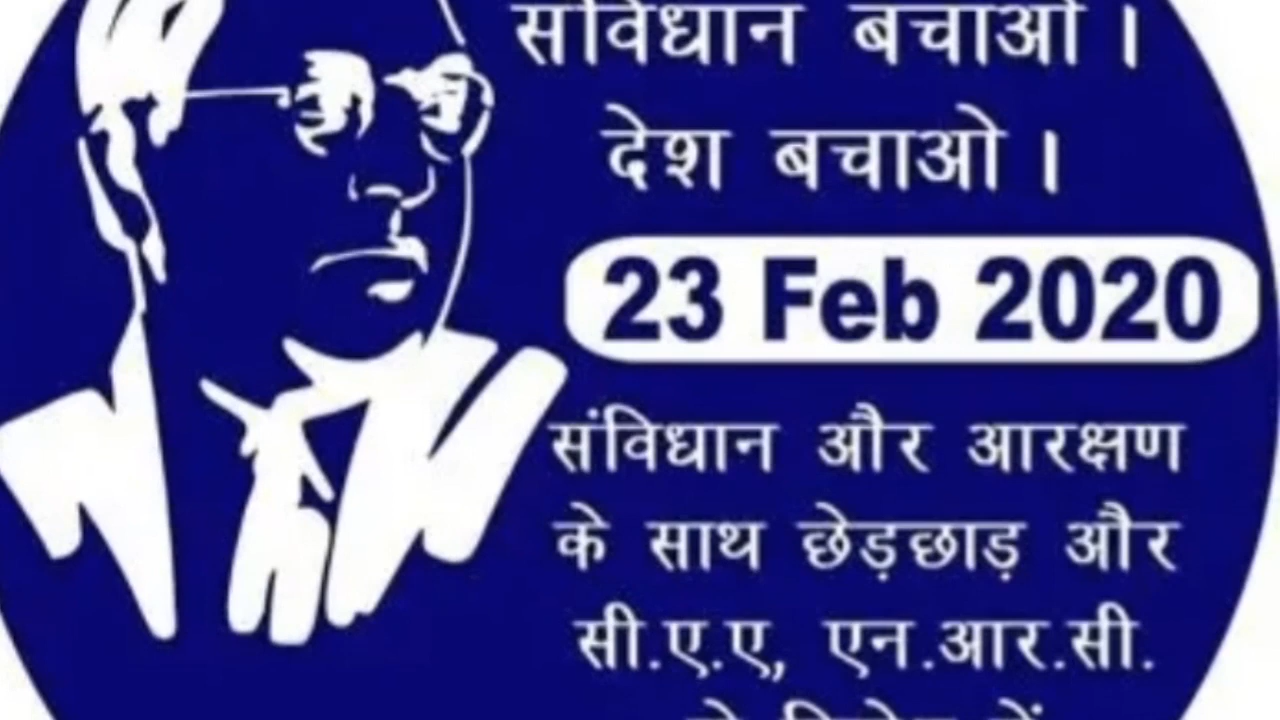 संविधान बचाओ।
देश बचाओ।
23 Feb 2020
संविधान और आरक्षण
के साथ छेड़छाड़ और
सी.ए.ए, एन.आर.सी.